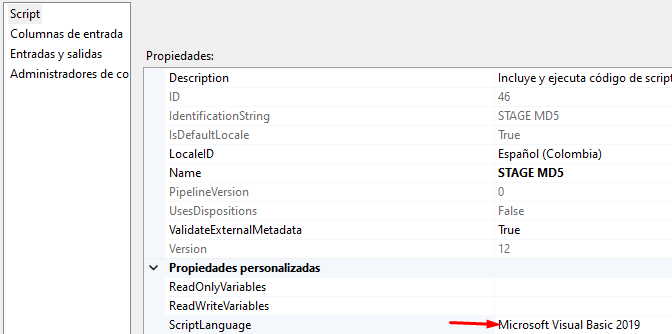 Script
Columnas de entrada
Entradas y salidas
Administradores de co
Propiedades:
Description Incluye y ejecuta código de script
ID 46
IdentificationString STAGE MD5
IsDefaultLocale True
LocaleID Español (Colombia)
Name STAGE MD5
PipelineVersion 0
UsesDispositions False
ValidateExternalMetadata True
Version 12
Propiedades personalizadas
ReadOnlyVariables
ReadWriteVariables
ScriptLanguage Microsoft Visual Basic 2019